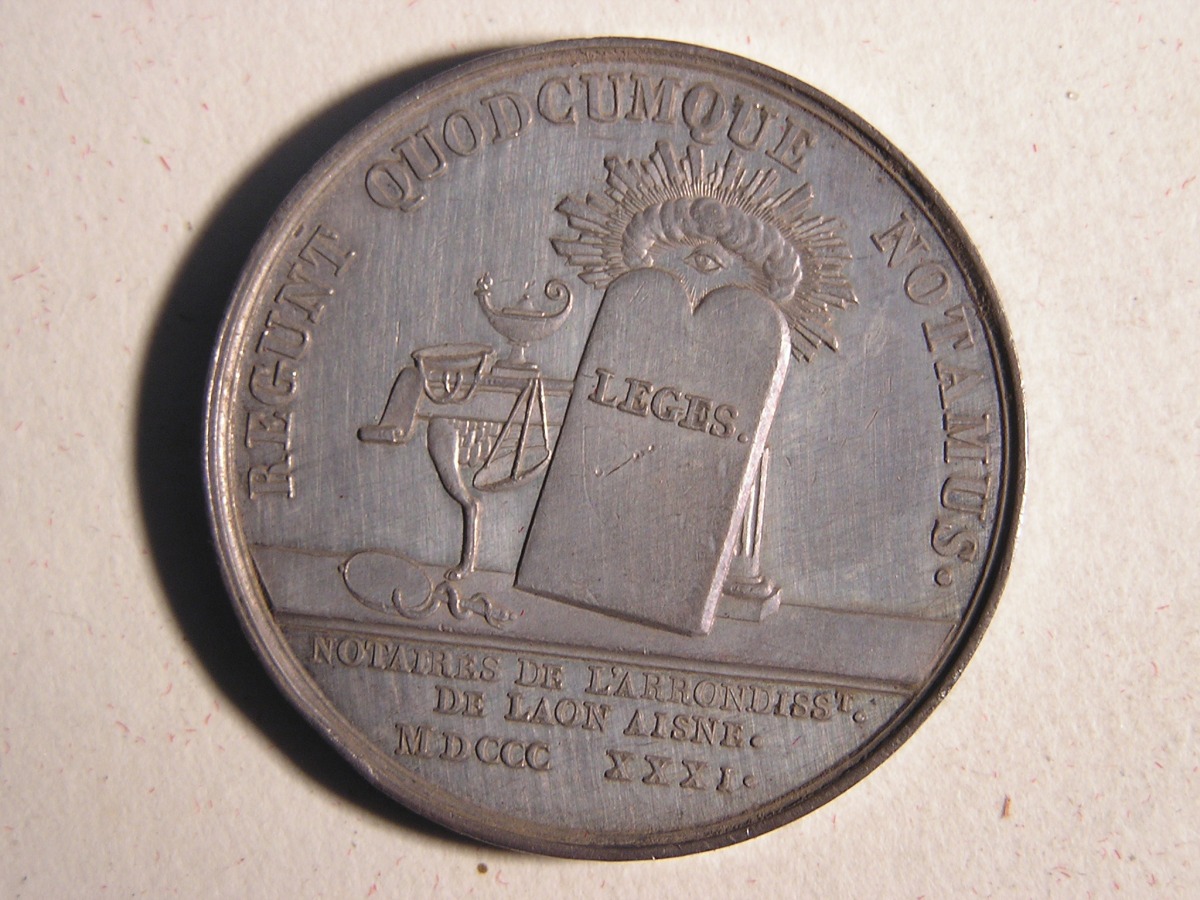 REGUNT QUODCUMQUE NOTAMUS.
LEGES.
NOTAIRES DE L'ARRONDISST.
DE LAON AISNE.
MDCCC XXXI.